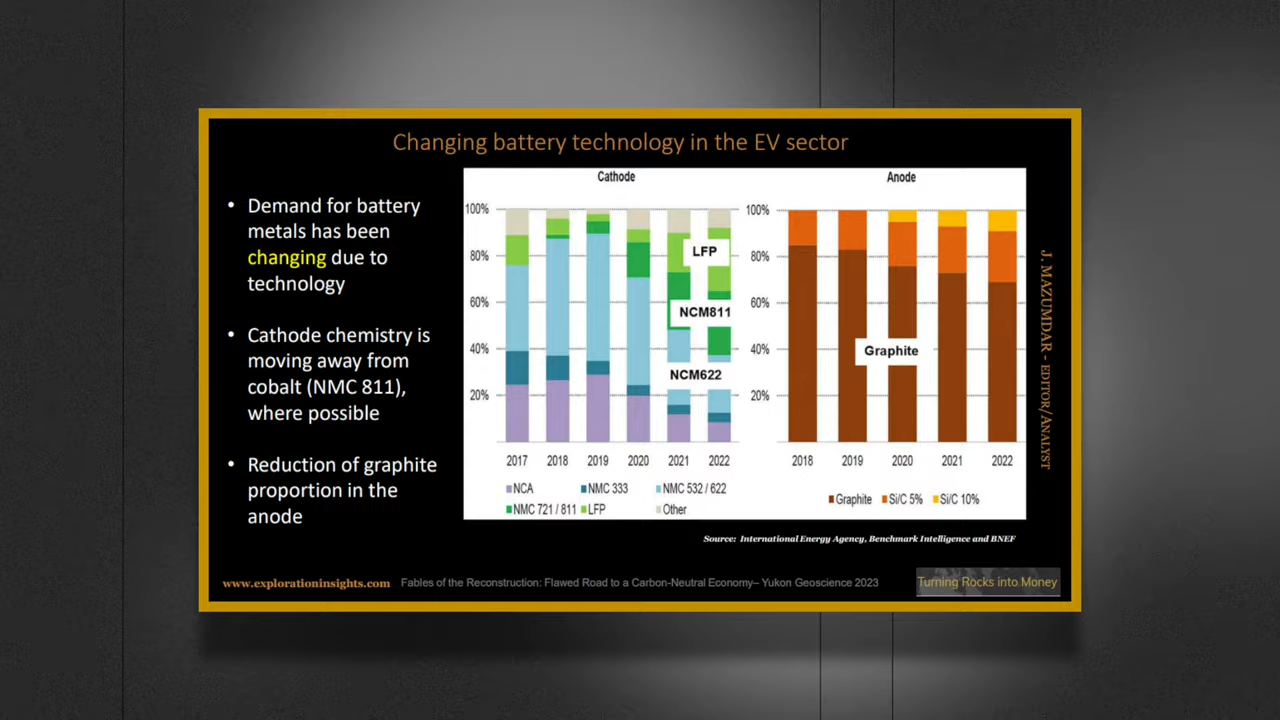 Changing battery technology in the EV sector
• Demand for battery
metals has been
changing due to
technology
• Cathode chemistry is
moving away from
cobalt (NMC 811),
where possible
• Reduction of graphite
proportion in the
anode
Cathode
100%
80%
60%
40%
20%
LFP
NCM811
NCM622
2017 2018 2019 2020 2021 2022
NCA NMC 333 NMC 532 / 622
NMC 721 / 811 LFP Other
Anode
100%
80%
60%
40%
20%
Graphite
2018 2019 2020 2021 2022
Graphite Si/C 5% Si/C 10%
J. MAZUMDAR - EDITOR/ANALYST
Source: International Energy Agency, Benchmark Intelligence and BNEF
www.explorationinsights.com Fables of the Reconstruction: Flawed Road to a Carbon-Neutral Economy– Yukon Geoscience 2023 Turning Rocks into Money